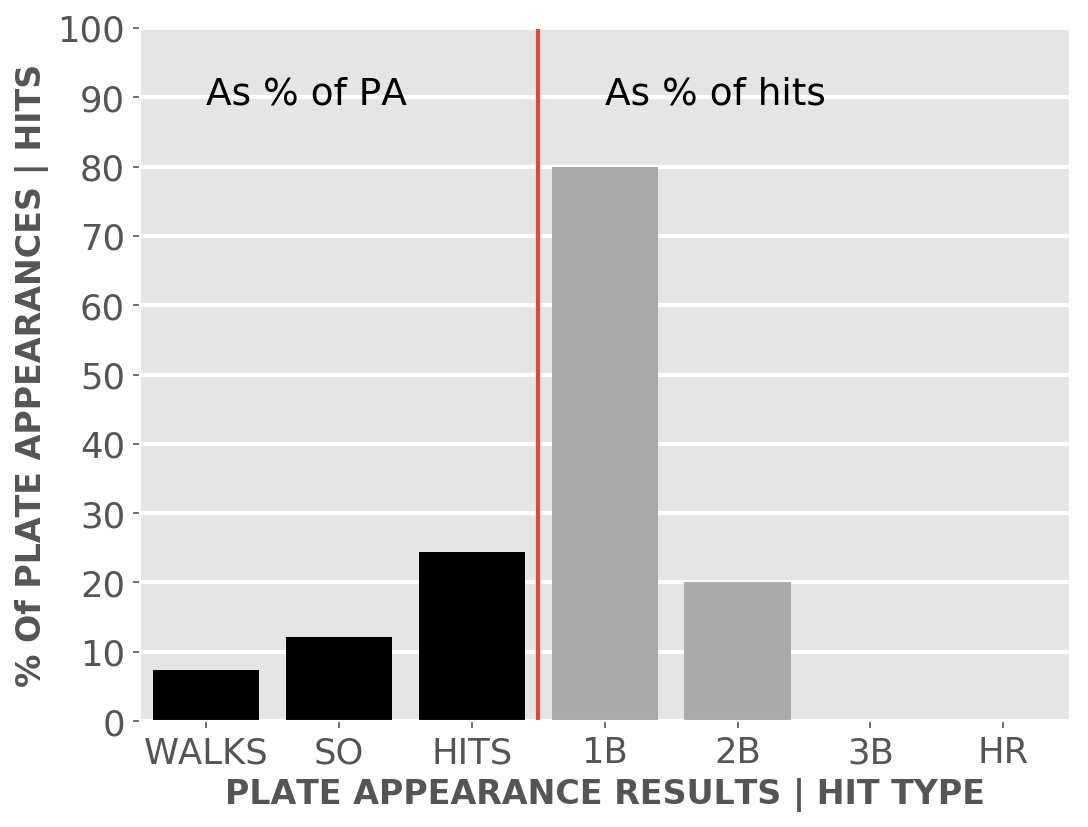 % Of PLATE APPEARANCES | HITS
100
90
80
70
60
50
40
30
20
10
0
As % of PA
As % of hits
WALKS SO HITS 1B 2B 3B HR
PLATE APPEARANCE RESULTS | HIT TYPE